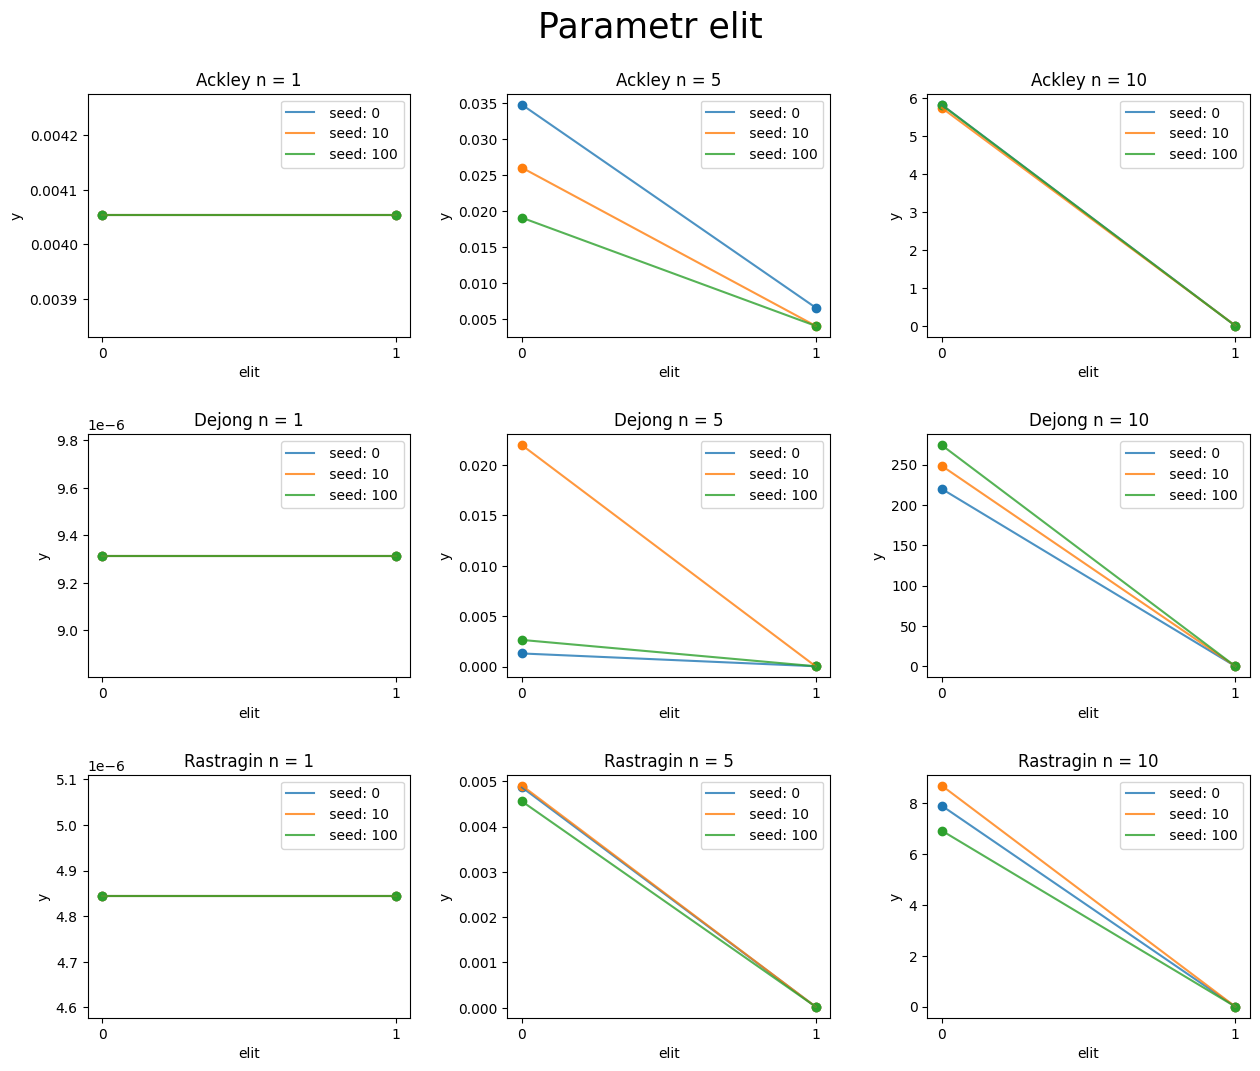 Parametr elit
Ackley n = 1
0.0042
0.0041
0.0040
0.0039
y
0
1
elit
seed: 0
seed: 10
seed: 100
Ackley n = 5
0.035
0.030
0.025
0.020
0.015
0.010
0.005
y
0
1
elit
seed: 0
seed: 10
seed: 100
Ackley n = 10
6
5
4
3
2
1
0
y
0
1
elit
seed: 0
seed: 10
seed: 100
Dejong n = 1
1e−6
9.8
9.6
9.4
9.2
9.0
y
0
1
elit
seed: 0
seed: 10
seed: 100
Dejong n = 5
0.020
0.015
0.010
0.005
0.000
y
0
1
elit
seed: 0
seed: 10
seed: 100
Dejong n = 10
250
200
150
100
50
0
y
0
1
elit
seed: 0
seed: 10
seed: 100
Rastragin n = 1
1e−6
5.1
5.0
4.9
4.8
4.7
4.6
y
0
1
elit
seed: 0
seed: 10
seed: 100
Rastragin n = 5
0.005
0.004
0.003
0.002
0.001
0.000
y
0
1
elit
seed: 0
seed: 10
seed: 100
Rastragin n = 10
8
6
4
2
0
y
0
1
elit
seed: 0
seed: 10
seed: 100